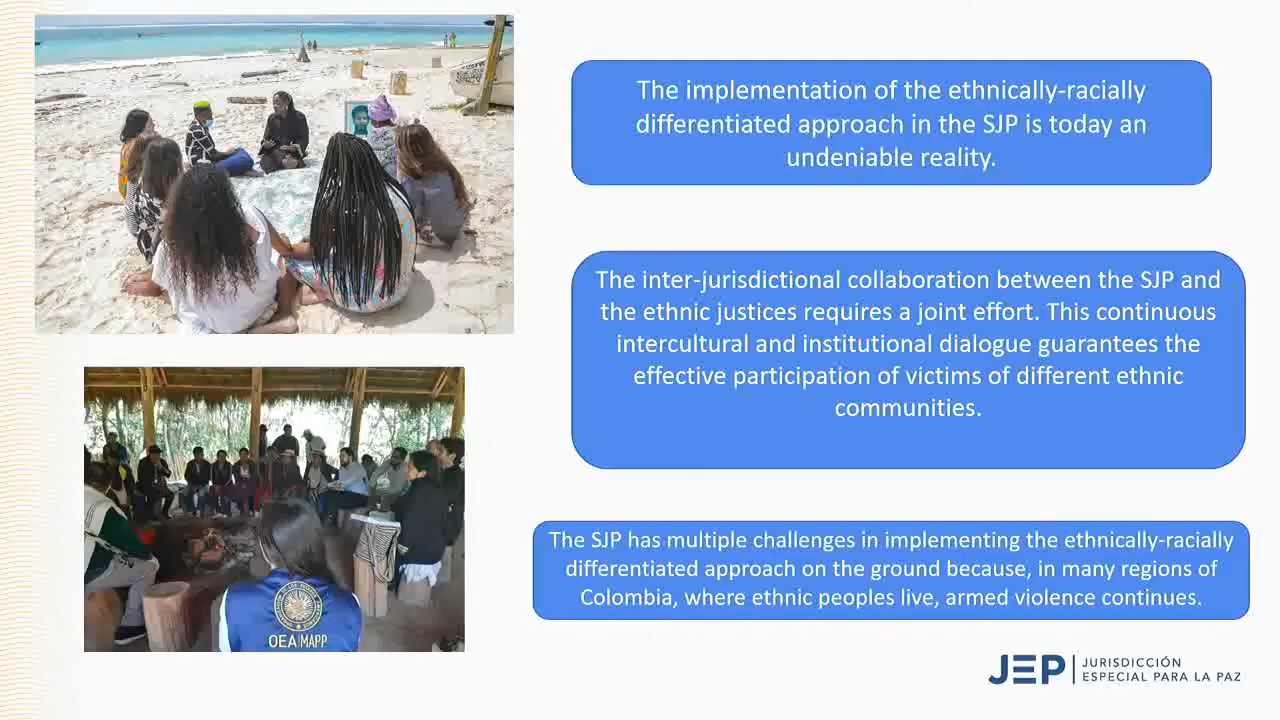 The implementation of the ethnically-racially
differentiated approach in the SJP is today an
undeniable reality.
The inter-jurisdictional collaboration between the SJP and
the ethnic justices requires a joint effort. This continuous
intercultural and institutional dialogue guarantees the
effective participation of victims of different ethnic
communities.
The SJP has multiple challenges in implementing the ethnically-racially
differentiated approach on the ground because, in many regions of
Colombia, where ethnic peoples live, armed violence continues.
OEA|MAPP
JEP
JURISDICCIÓN
ESPECIAL PARA LA PAZ